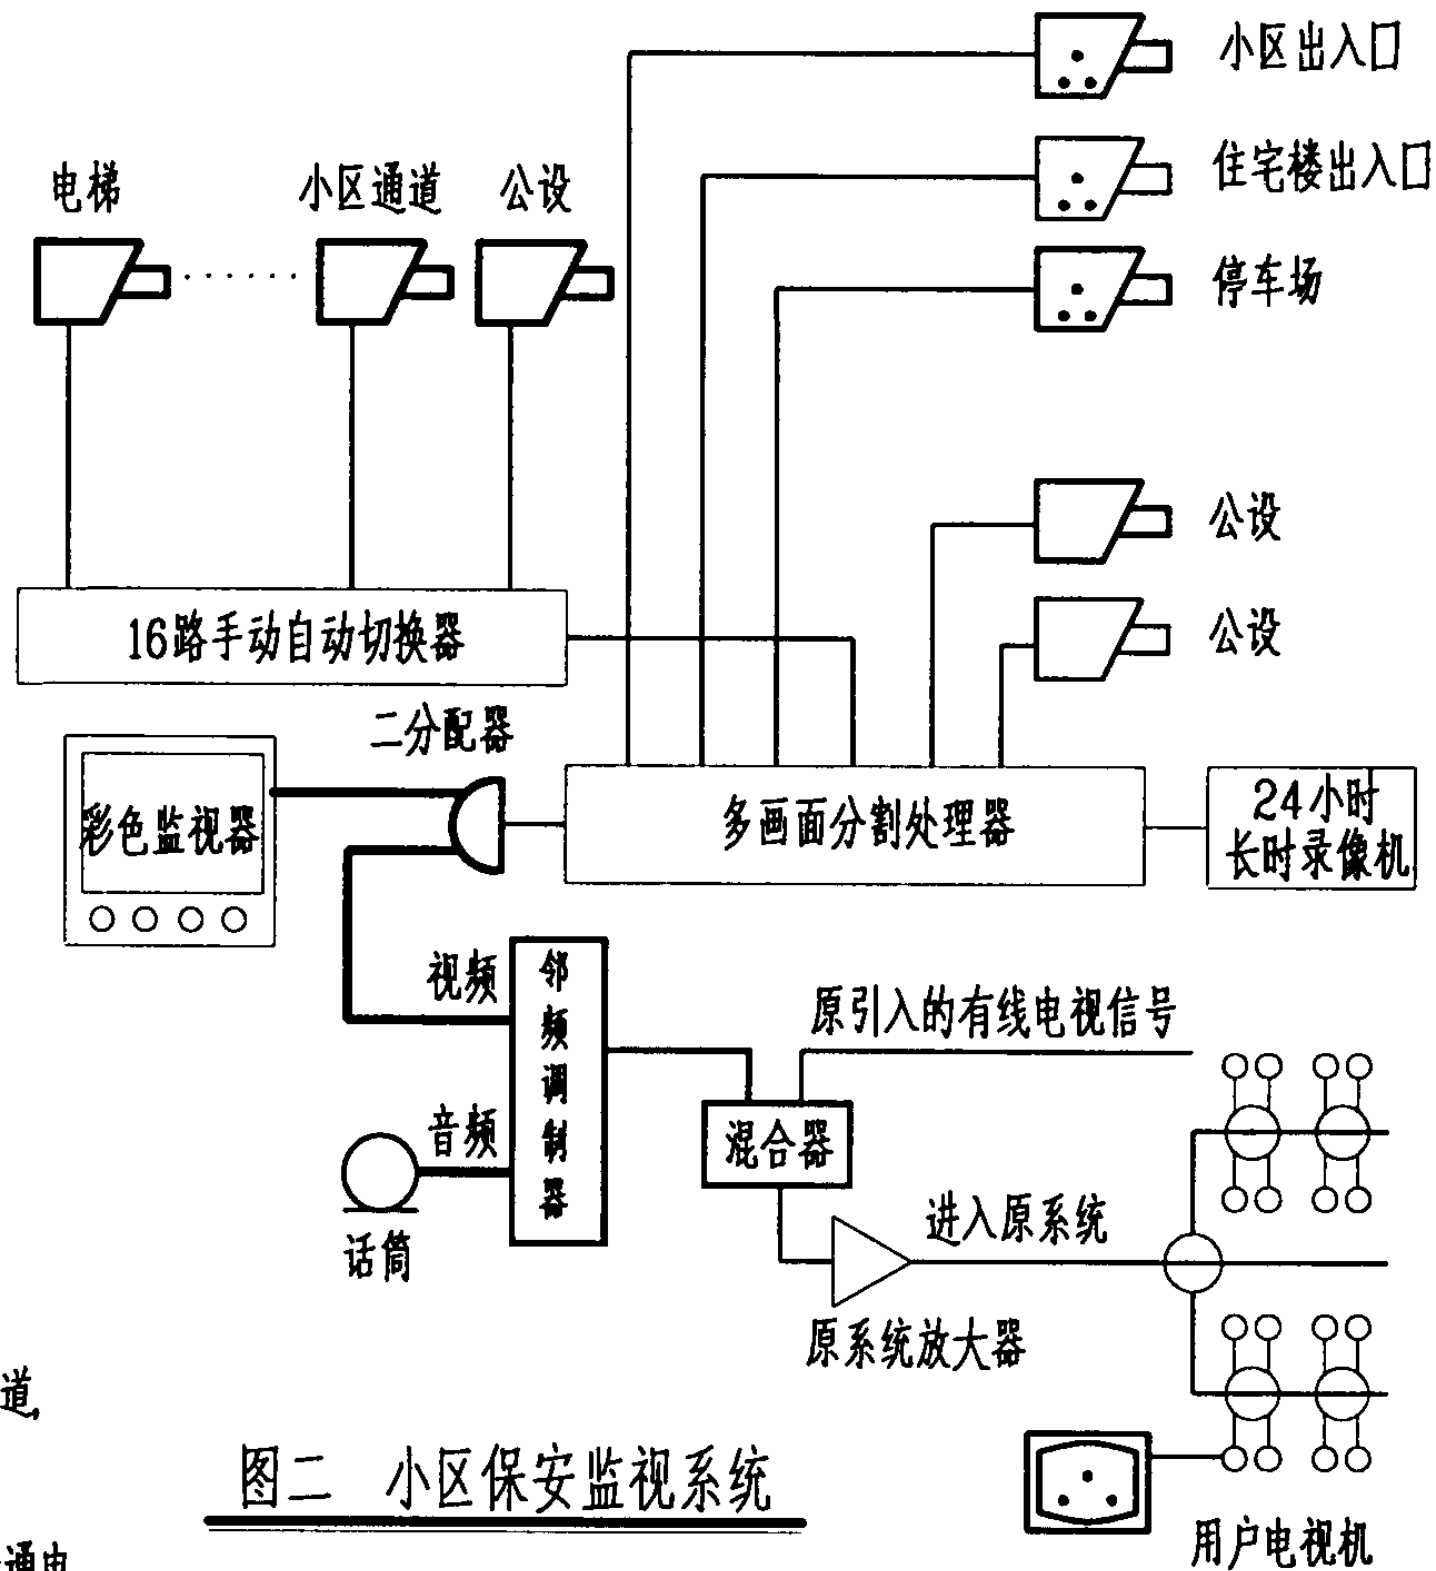 小区出入口
住宅楼出入口
电梯
小区通道
公设
停车场
公设
公设
16路手动自动切换器
二分配器
彩色监视器
多画面分割处理器
24小时
长时录像机
视频
邻频调制器
原引入的有线电视信号
音频
混合器
话筒
进入原系统
原系统放大器
道,
图二 小区保安监视系统
用户电视机
通电